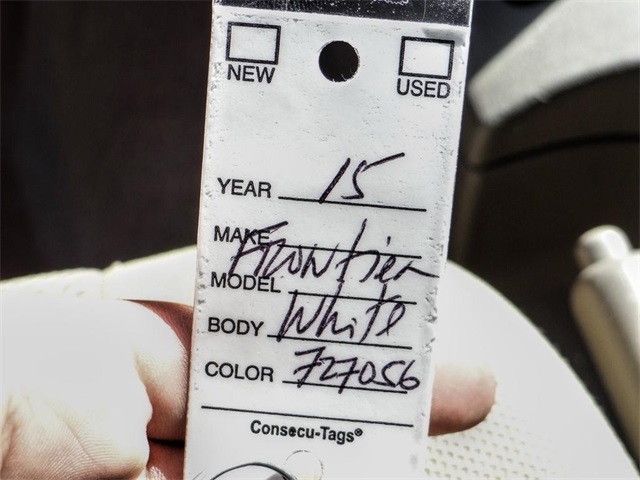 NEW USED
YEAR 15
MAKE
Frontier
MODEL
BODY White
COLOR 727056
Consecu-Tags®